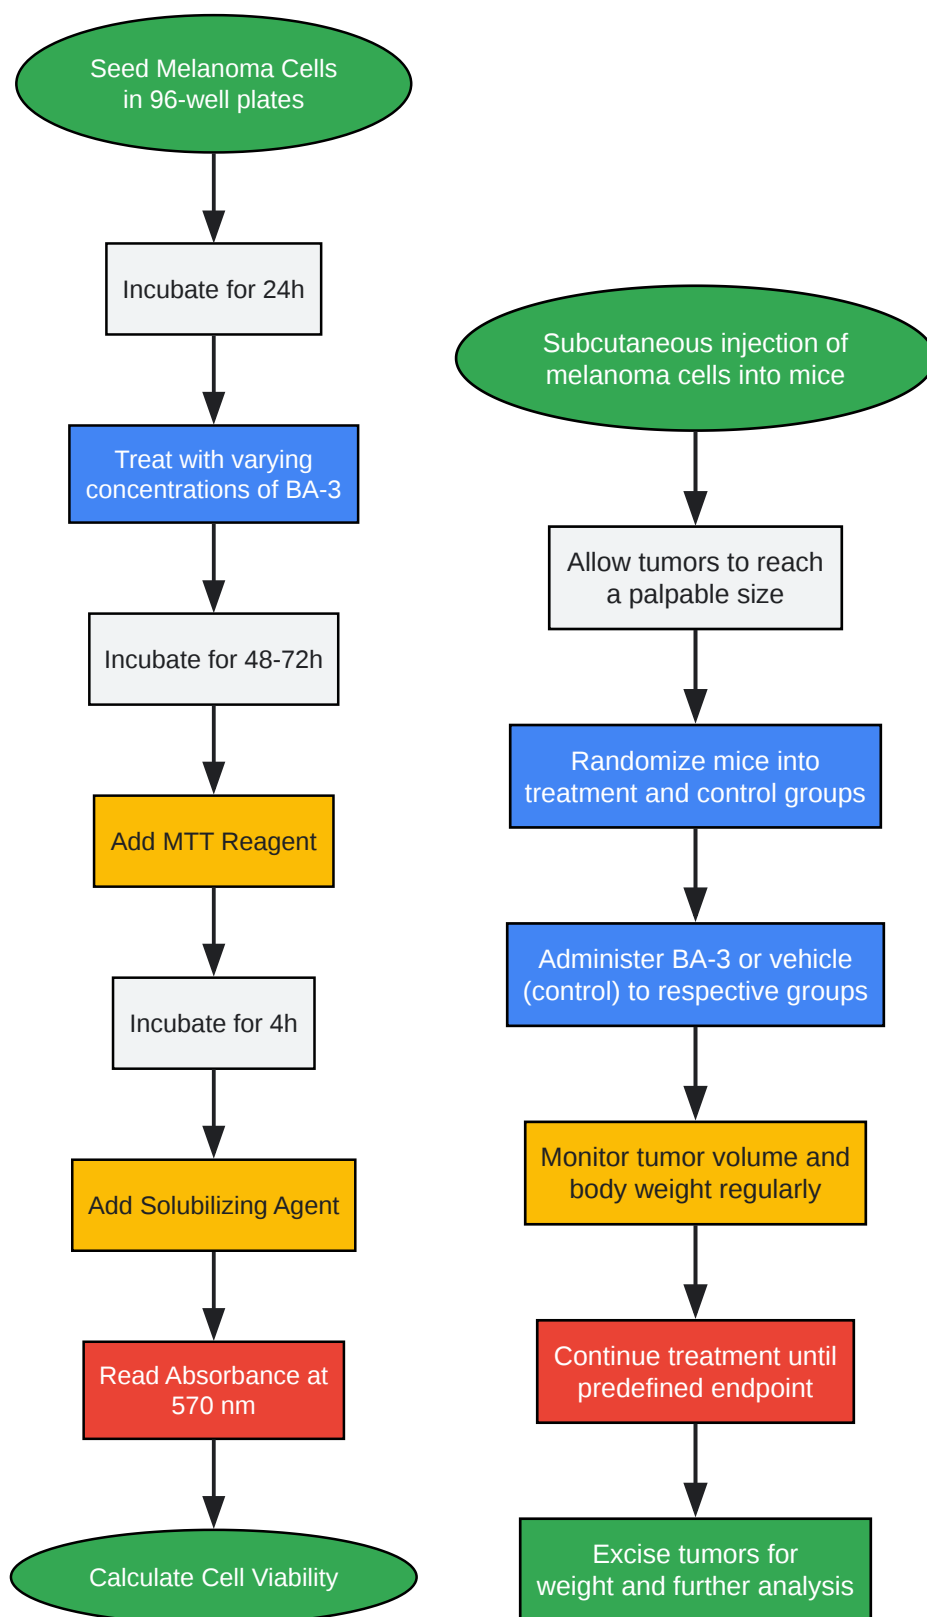 Seed Melanoma Cells
in 96-well plates
Incubate for 24h
Treat with varying
concentrations of BA-3
Incubate for 48-72h
Add MTT Reagent
Incubate for 4h
Add Solubilizing Agent
Read Absorbance at
570 nm
Calculate Cell Viability
Subcutaneous injection of
melanoma cells into mice
Allow tumors to reach
a palpable size
Randomize mice into
treatment and control groups
Administer BA-3 or vehicle
(control) to respective groups
Monitor tumor volume and
body weight regularly
Continue treatment until
predefined endpoint
Excise tumors for
weight and further analysis